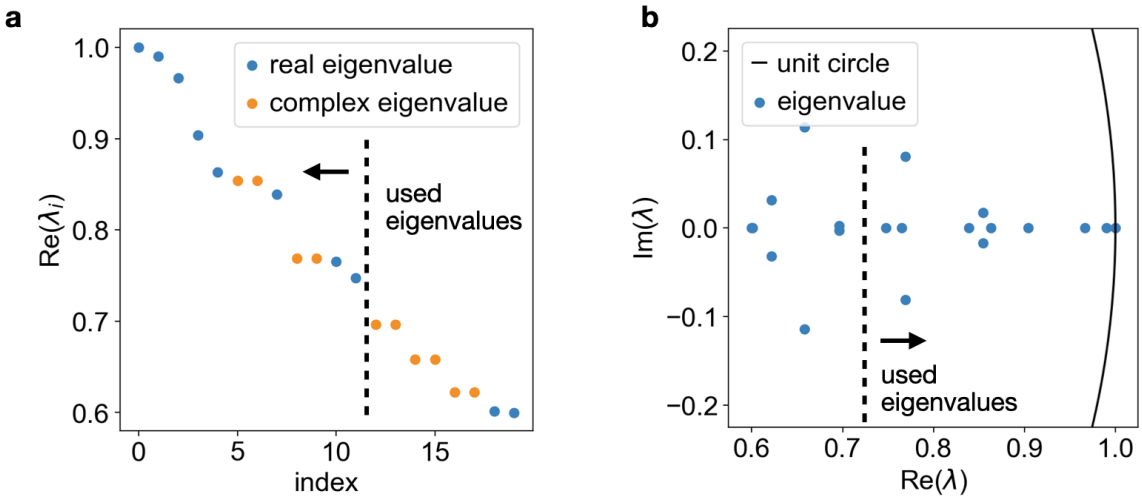 a
1.0
0.9
0.8
0.7
0.6
Re(λᵢ)
real eigenvalue
complex eigenvalue
used
eigenvalues
0
5
10
15
index
b
0.2
0.1
0.0
−0.1
−0.2
Im(λ)
unit circle
eigenvalue
used
eigenvalues
0.6
0.7
0.8
0.9
1.0
Re(λ)